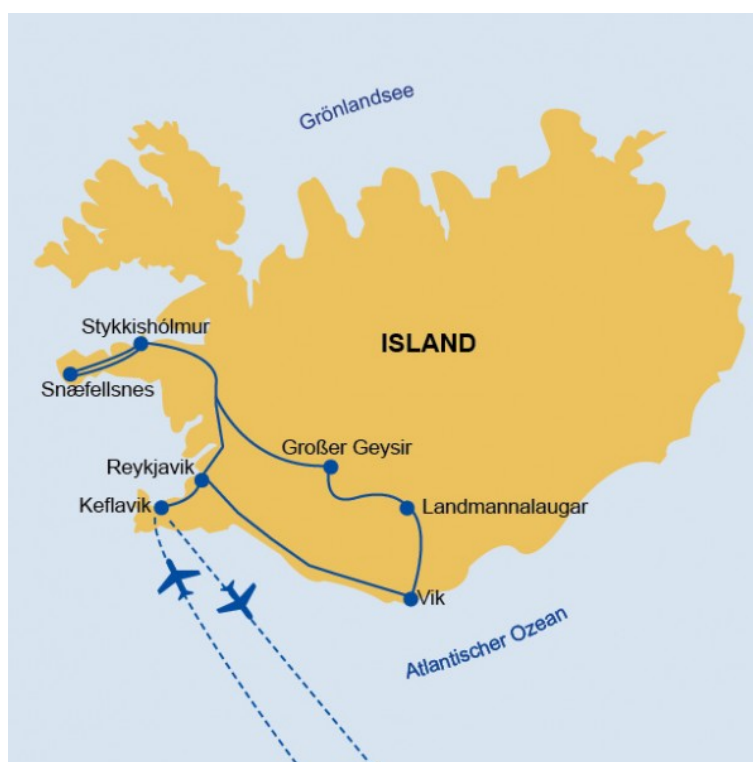 Grönlandsee
Stykkishólmur
ISLAND
Snæfellsnes
Großer Geysir
Reykjavik
Keflavik
Landmannalaugar
Vik
Atlantischer Ozean